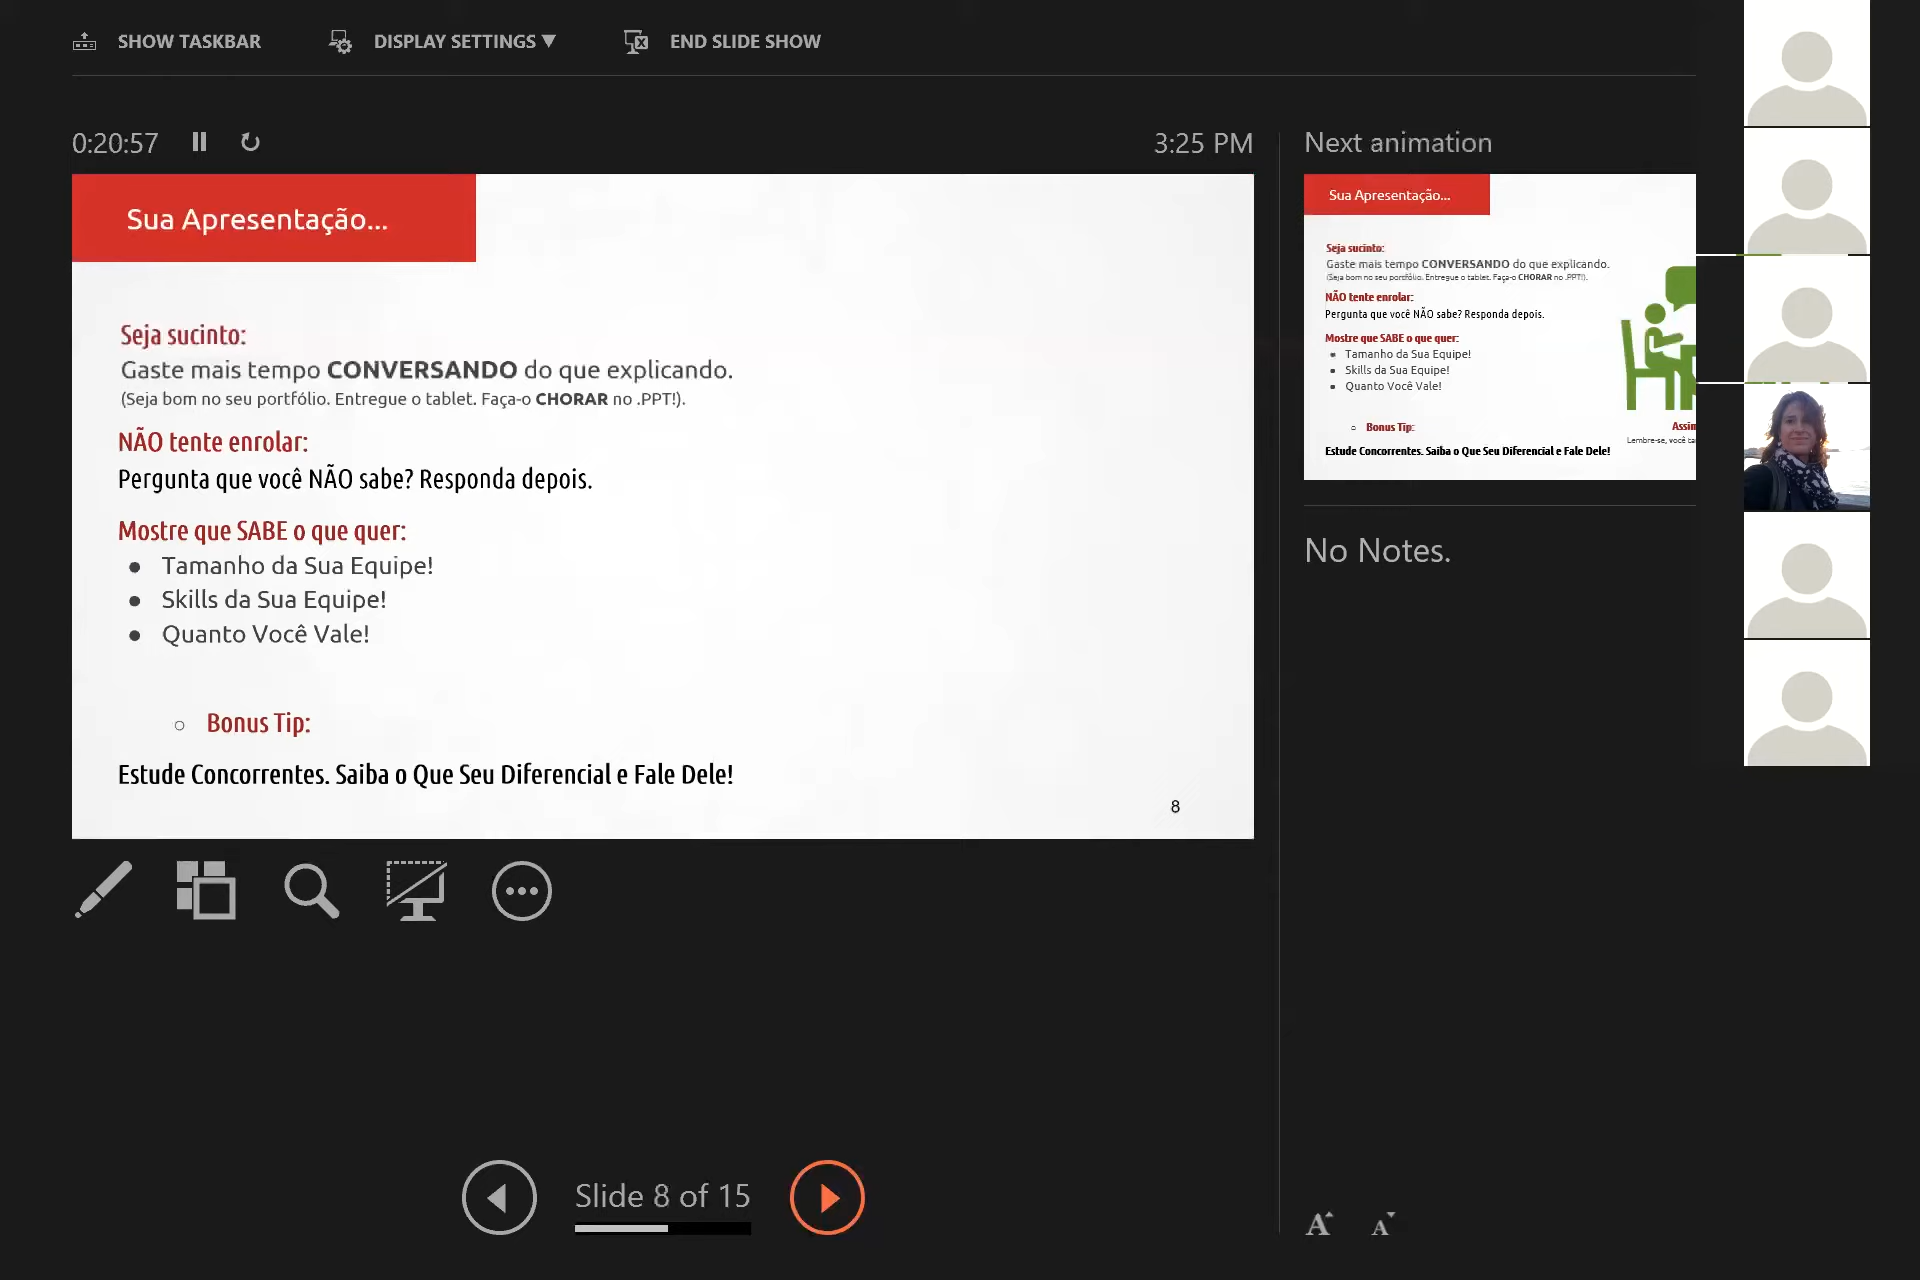 SHOW TASKBAR
DISPLAY SETTINGS ▼
END SLIDE SHOW
0:20:57
3:25 PM
Sua Apresentação...
Seja sucinto:
Gaste mais tempo CONVERSANDO do que explicando.
(Seja bom no seu portfólio. Entregue o tablet. Faça-o CHORAR no .PPT!).
NÃO tente enrolar:
Pergunta que você NÃO sabe? Responda depois.
Mostre que SABE o que quer:
● Tamanho da Sua Equipe!
● Skills da Sua Equipe!
● Quanto Você Vale!
○ Bonus Tip:
Estude Concorrentes. Saiba o Que Seu Diferencial e Fale Dele!
8
Slide 8 of 15
Next animation
Sua Apresentação...
Seja sucinto:
Gaste mais tempo CONVERSANDO do que explicando.
(Seja bom no seu portfólio. Entregue o tablet. Faça-o CHORAR no .PPT!).
NÃO tente enrolar:
Pergunta que você NÃO sabe? Responda depois.
Mostre que SABE o que quer:
● Tamanho da Sua Equipe!
● Skills da Sua Equipe!
● Quanto Você Vale!
○ Bonus Tip:
Assin
Lembre-se, você ta
Estude Concorrentes. Saiba o Que Seu Diferencial e Fale Dele!
No Notes.
A A